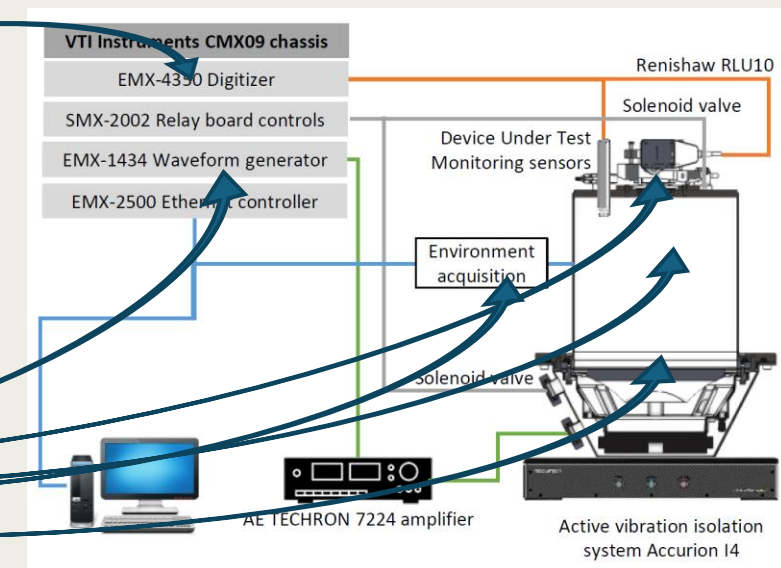 VTI Instruments CMX09 chassis
EMX-4350 Digitizer
SMX-2002 Relay board controls
EMX-1434 Waveform generator
EMX-2500 Ethernet controller
Renishaw RLU10
Solenoid valve
Device Under Test
Monitoring sensors
Environment
acquisition
Solenoid valve
AE TECHRON 7224 amplifier
accurion
Active vibration isolation
system Accurion I4